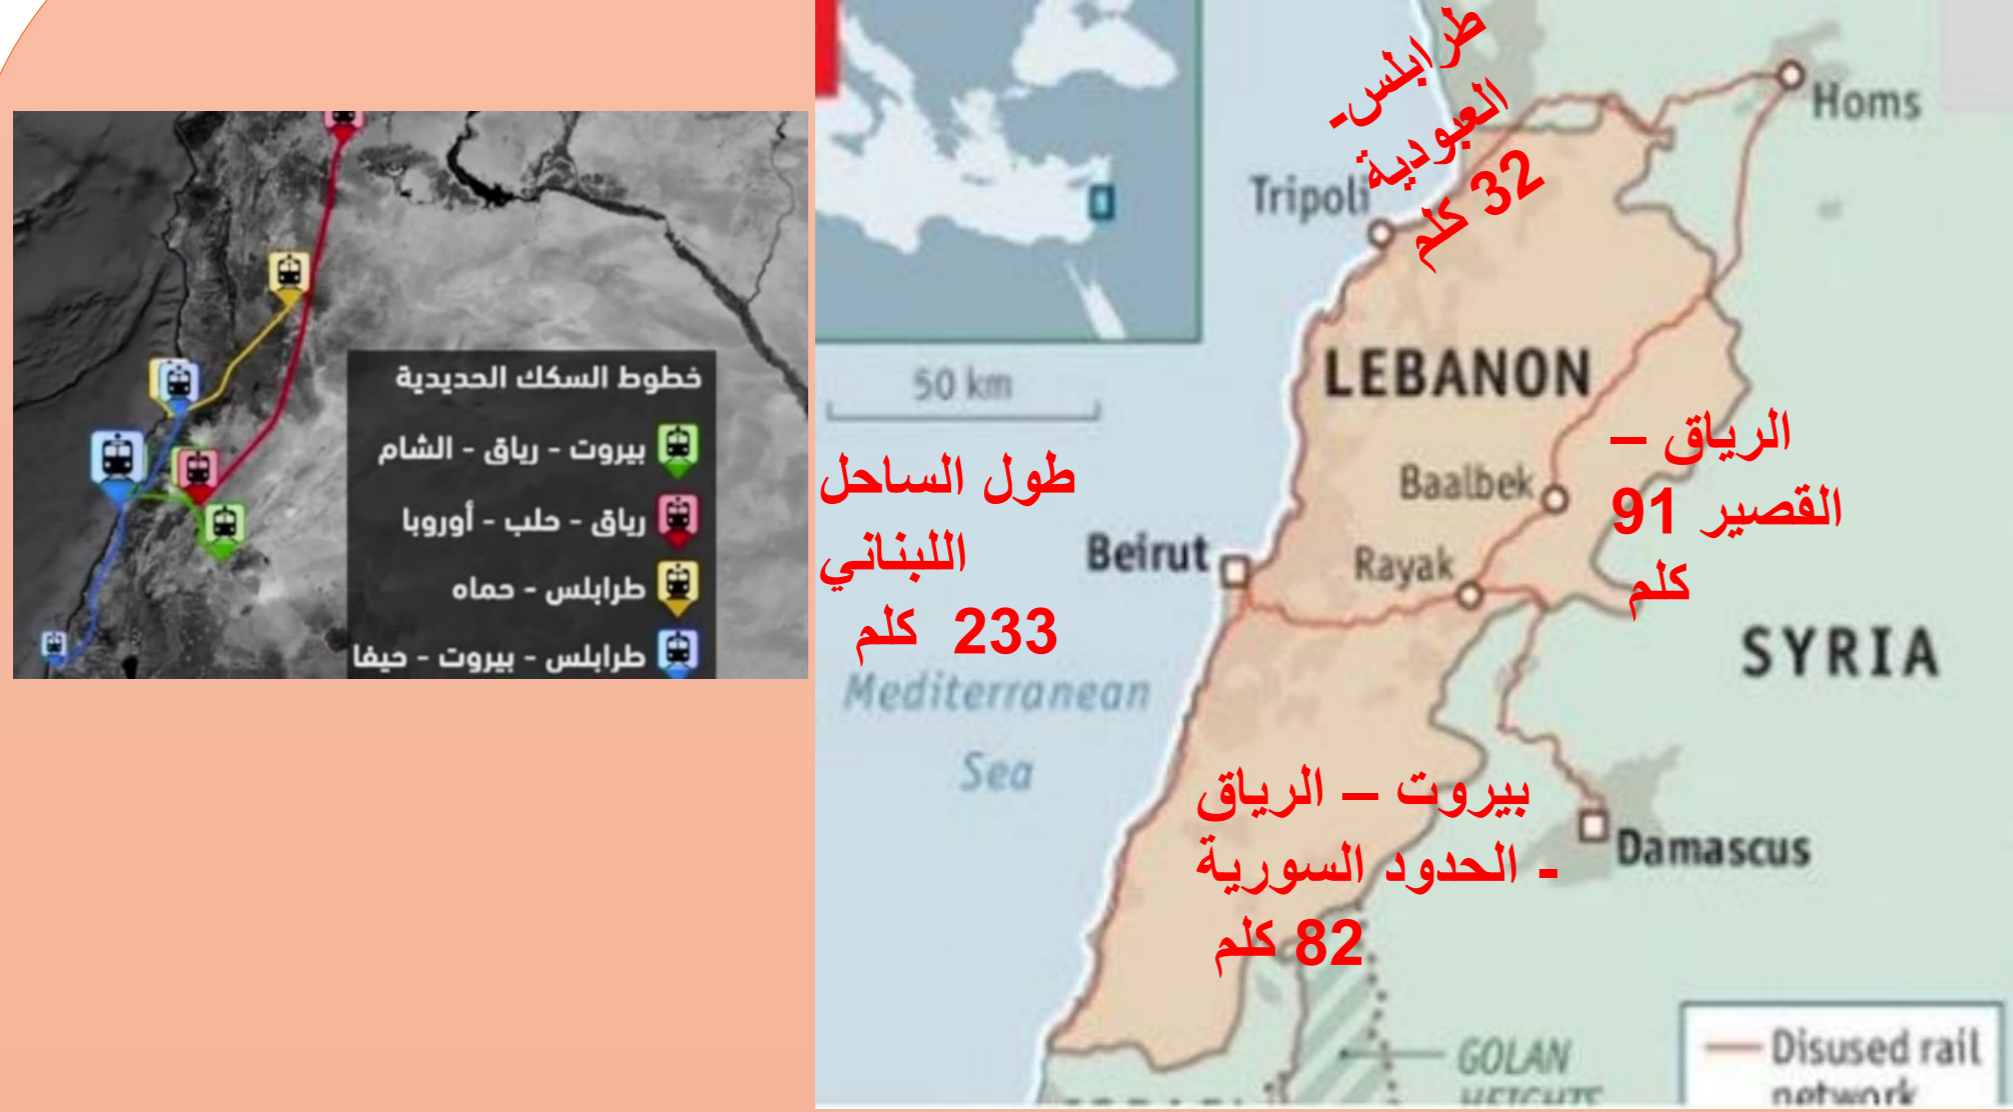 خطوط السكك الحديدية
بيروت - رياق - الشام
رياق - حلب - أوروبا
طرابلس - حماه
طرابلس - بيروت - حيفا
طرابلس-
العبودية
32 كلم
Homs
Tripoli
50 km
LEBANON
طول الساحل
اللبناني
233 كلم
الرياق –
القصير 91
كلم
Baalbek
Beirut
Rayak
SYRIA
Mediterranean
Sea
بيروت – الرياق
- الحدود السورية
82 كلم
Damascus
GOLAN
HEIGHTS
Disused rail
network